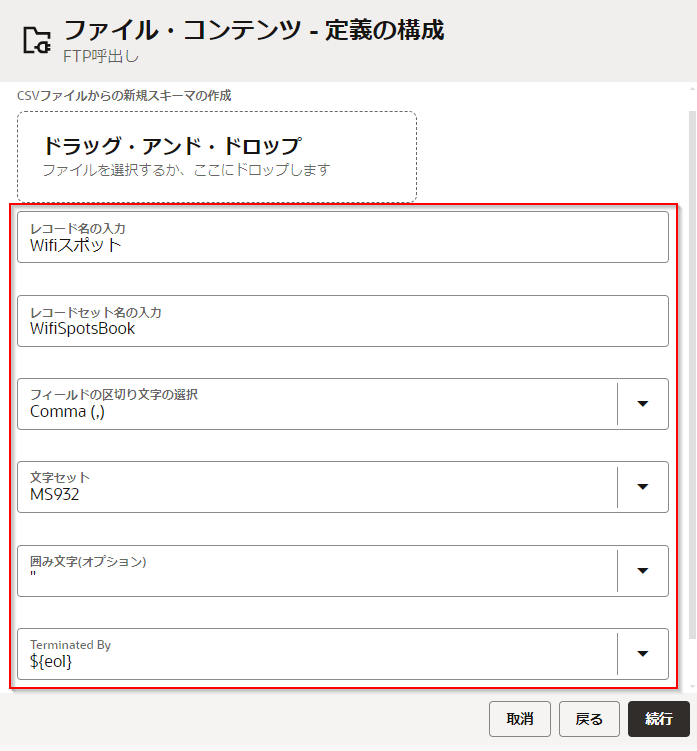 ファイル・コンテンツ - 定義の構成
FTP呼出し
CSVファイルからの新規スキーマの作成
ドラッグ・アンド・ドロップ
ファイルを選択するか、ここにドロップします
レコード名の入力
Wifiスポット
レコードセット名の入力
WifiSpotsBook
フィールドの区切り文字の選択
Comma (,)
文字セット
MS932
囲み文字(オプション)
"
Terminated By
${eol}
取消 戻る 続行